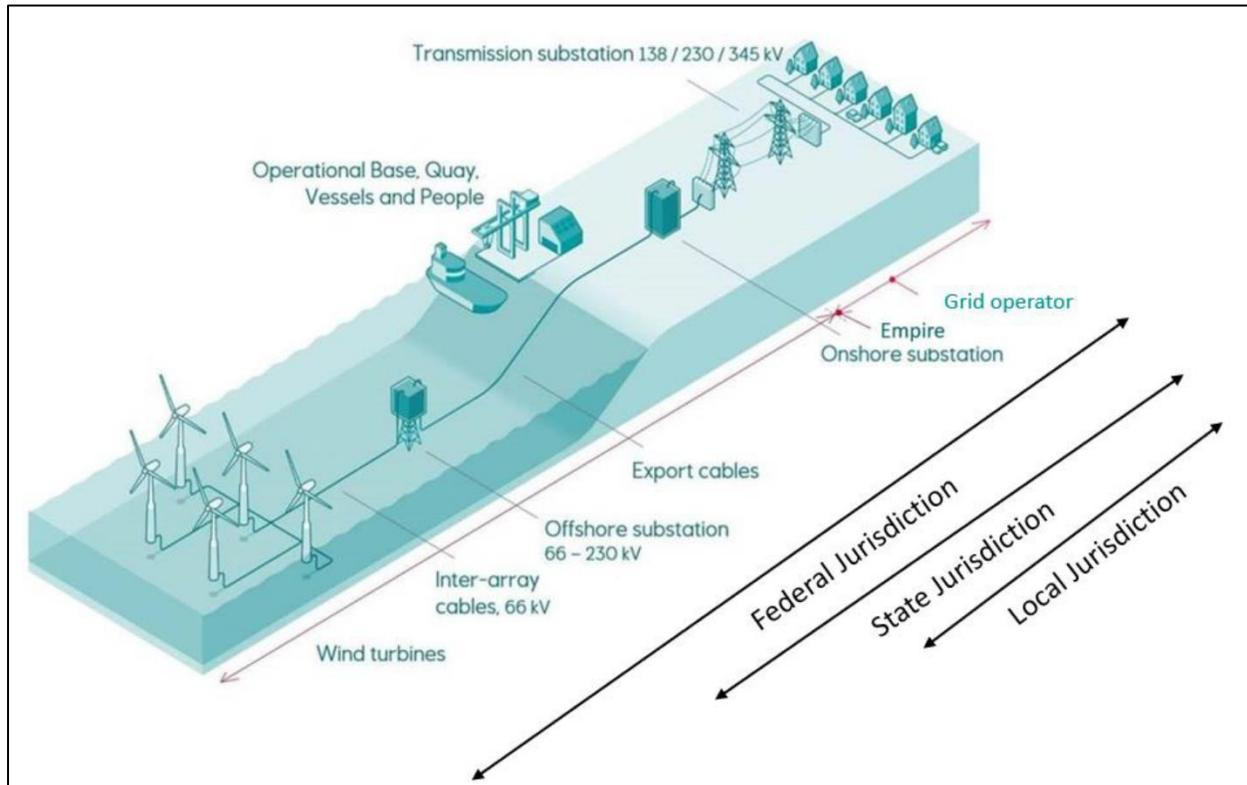 Transmission substation 138 / 230 / 345 kV
Operational Base, Quay,
Vessels and People
Grid operator
Empire
Onshore substation
Export cables
Offshore substation
66 – 230 kV
Inter-array
cables, 66 kV
Wind turbines
Federal Jurisdiction
State Jurisdiction
Local Jurisdiction